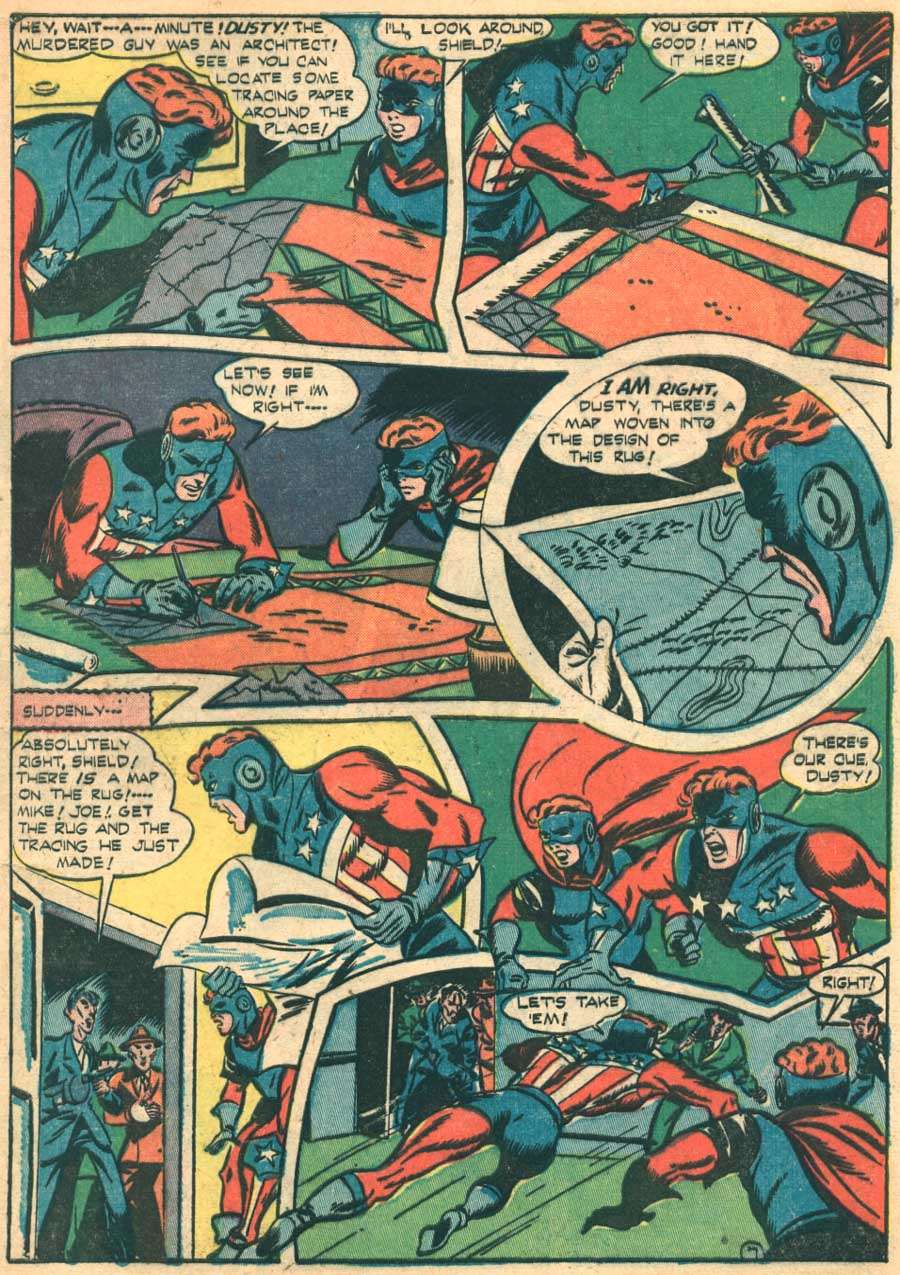 HEY, WAIT---A---MINUTE! DUSTY! THE
MURDERED GUY WAS AN ARCHITECT!
SEE IF YOU CAN
LOCATE SOME
TRACING PAPER
AROUND THE
PLACE!
I'LL LOOK AROUND,
SHIELD!
YOU GOT IT!
GOOD! HAND
IT HERE!
LET'S SEE
NOW! IF I'M
RIGHT----
I AM RIGHT,
DUSTY, THERE'S A
MAP WOVEN INTO
THE DESIGN OF
THIS RUG!
SUDDENLY---
ABSOLUTELY
RIGHT, SHIELD!
THERE IS A MAP
ON THE RUG!----
MIKE! JOE! GET
THE RUG AND THE
TRACING HE JUST
MADE!
THERE'S
OUR CUE,
DUSTY!
LET'S TAKE
'EM!
RIGHT!
7